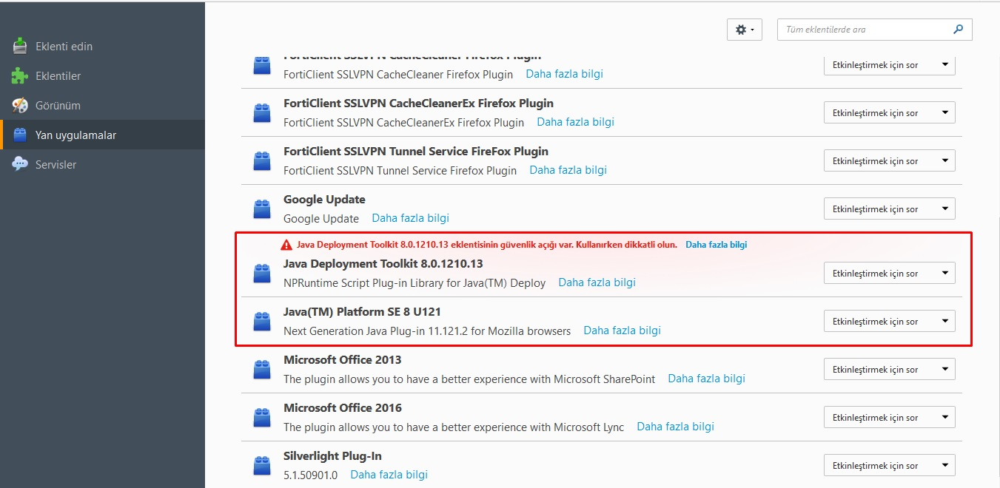 Tüm eklentilerde ara
Eklenti edin
Eklentiler
Görünüm
Yan uygulamalar
Servisler
FortiClient SSLVPN CacheCleaner Firefox Plugin
FortiClient SSLVPN CacheCleaner Firefox Plugin Daha fazla bilgi
Etkinleştirmek için sor
FortiClient SSLVPN CacheCleanerEx Firefox Plugin
FortiClient SSLVPN CacheCleanerEx Firefox Plugin Daha fazla bilgi
Etkinleştirmek için sor
FortiClient SSLVPN Tunnel Service FireFox Plugin
FortiClient SSLVPN Tunnel Service Firefox Plugin Daha fazla bilgi
Etkinleştirmek için sor
Google Update
Google Update Daha fazla bilgi
Etkinleştirmek için sor
Java Deployment Toolkit 8.0.1210.13 eklentisinin güvenlik açığı var. Kullanırken dikkatli olun. Daha fazla bilgi
Java Deployment Toolkit 8.0.1210.13
NPRuntime Script Plug-in Library for Java(TM) Deploy Daha fazla bilgi
Etkinleştirmek için sor
Java(TM) Platform SE 8 U121
Next Generation Java Plug-in 11.121.2 for Mozilla browsers Daha fazla bilgi
Etkinleştirmek için sor
Microsoft Office 2013
The plugin allows you to have a better experience with Microsoft SharePoint Daha fazla bilgi
Etkinleştirmek için sor
Microsoft Office 2016
The plugin allows you to have a better experience with Microsoft Lync Daha fazla bilgi
Etkinleştirmek için sor
Silverlight Plug-In
5.1.50901.0 Daha fazla bilgi
Etkinleştirmek için sor